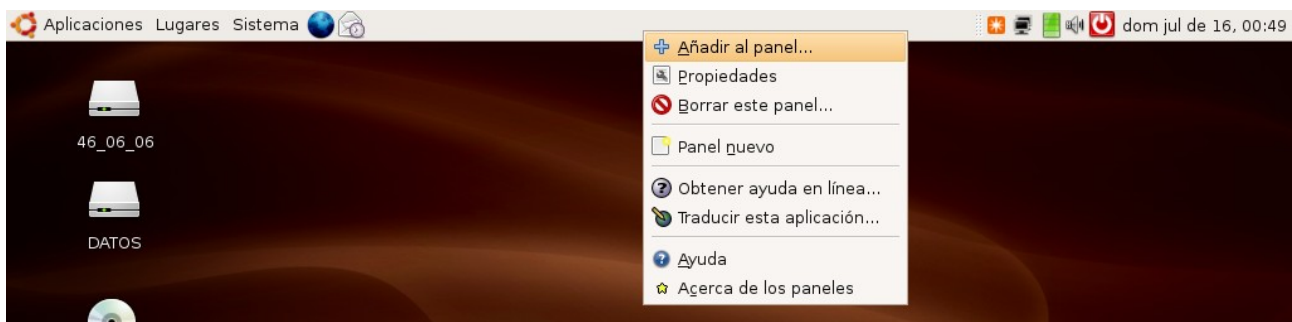 Aplicaciones Lugares Sistema dom jul de 16, 00:49
Añadir al panel...
Propiedades
Borrar este panel...
Panel nuevo
Obtener ayuda en línea...
Traducir esta aplicación...
Ayuda
Acerca de los paneles
46_06_06
DATOS